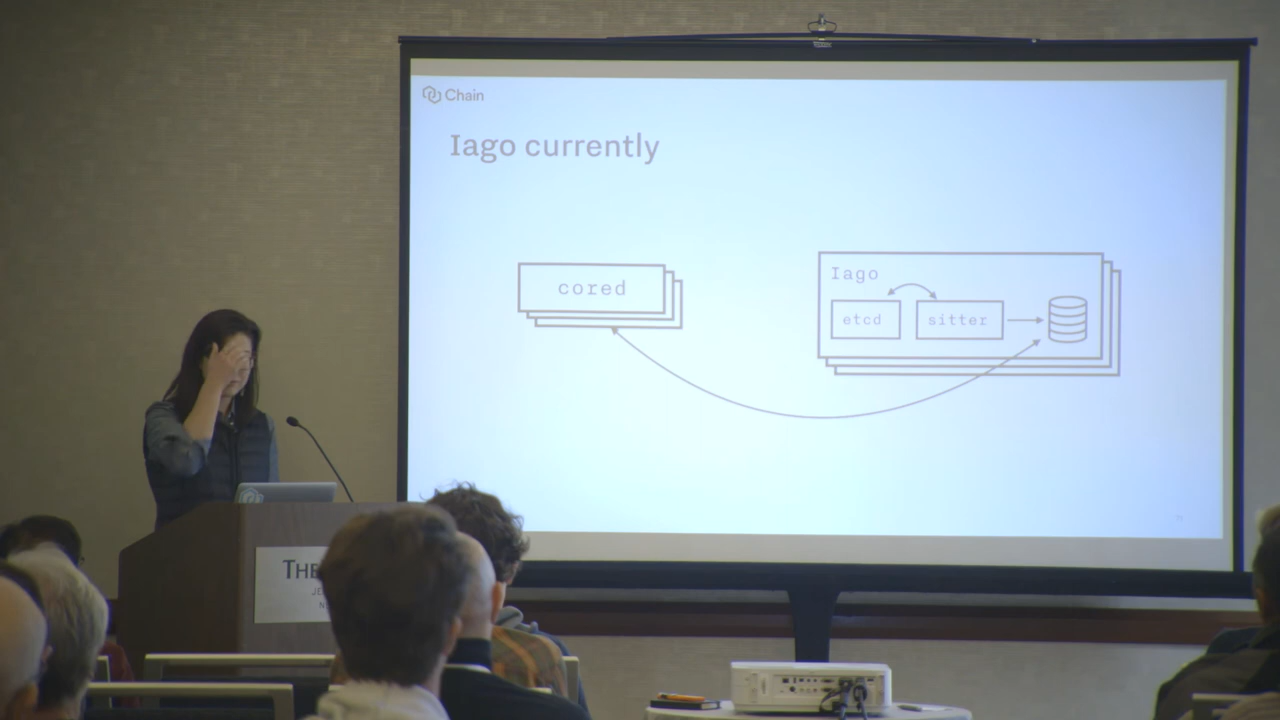 Chain
Iago currently
cored
Iago
etcd
sitter
THE